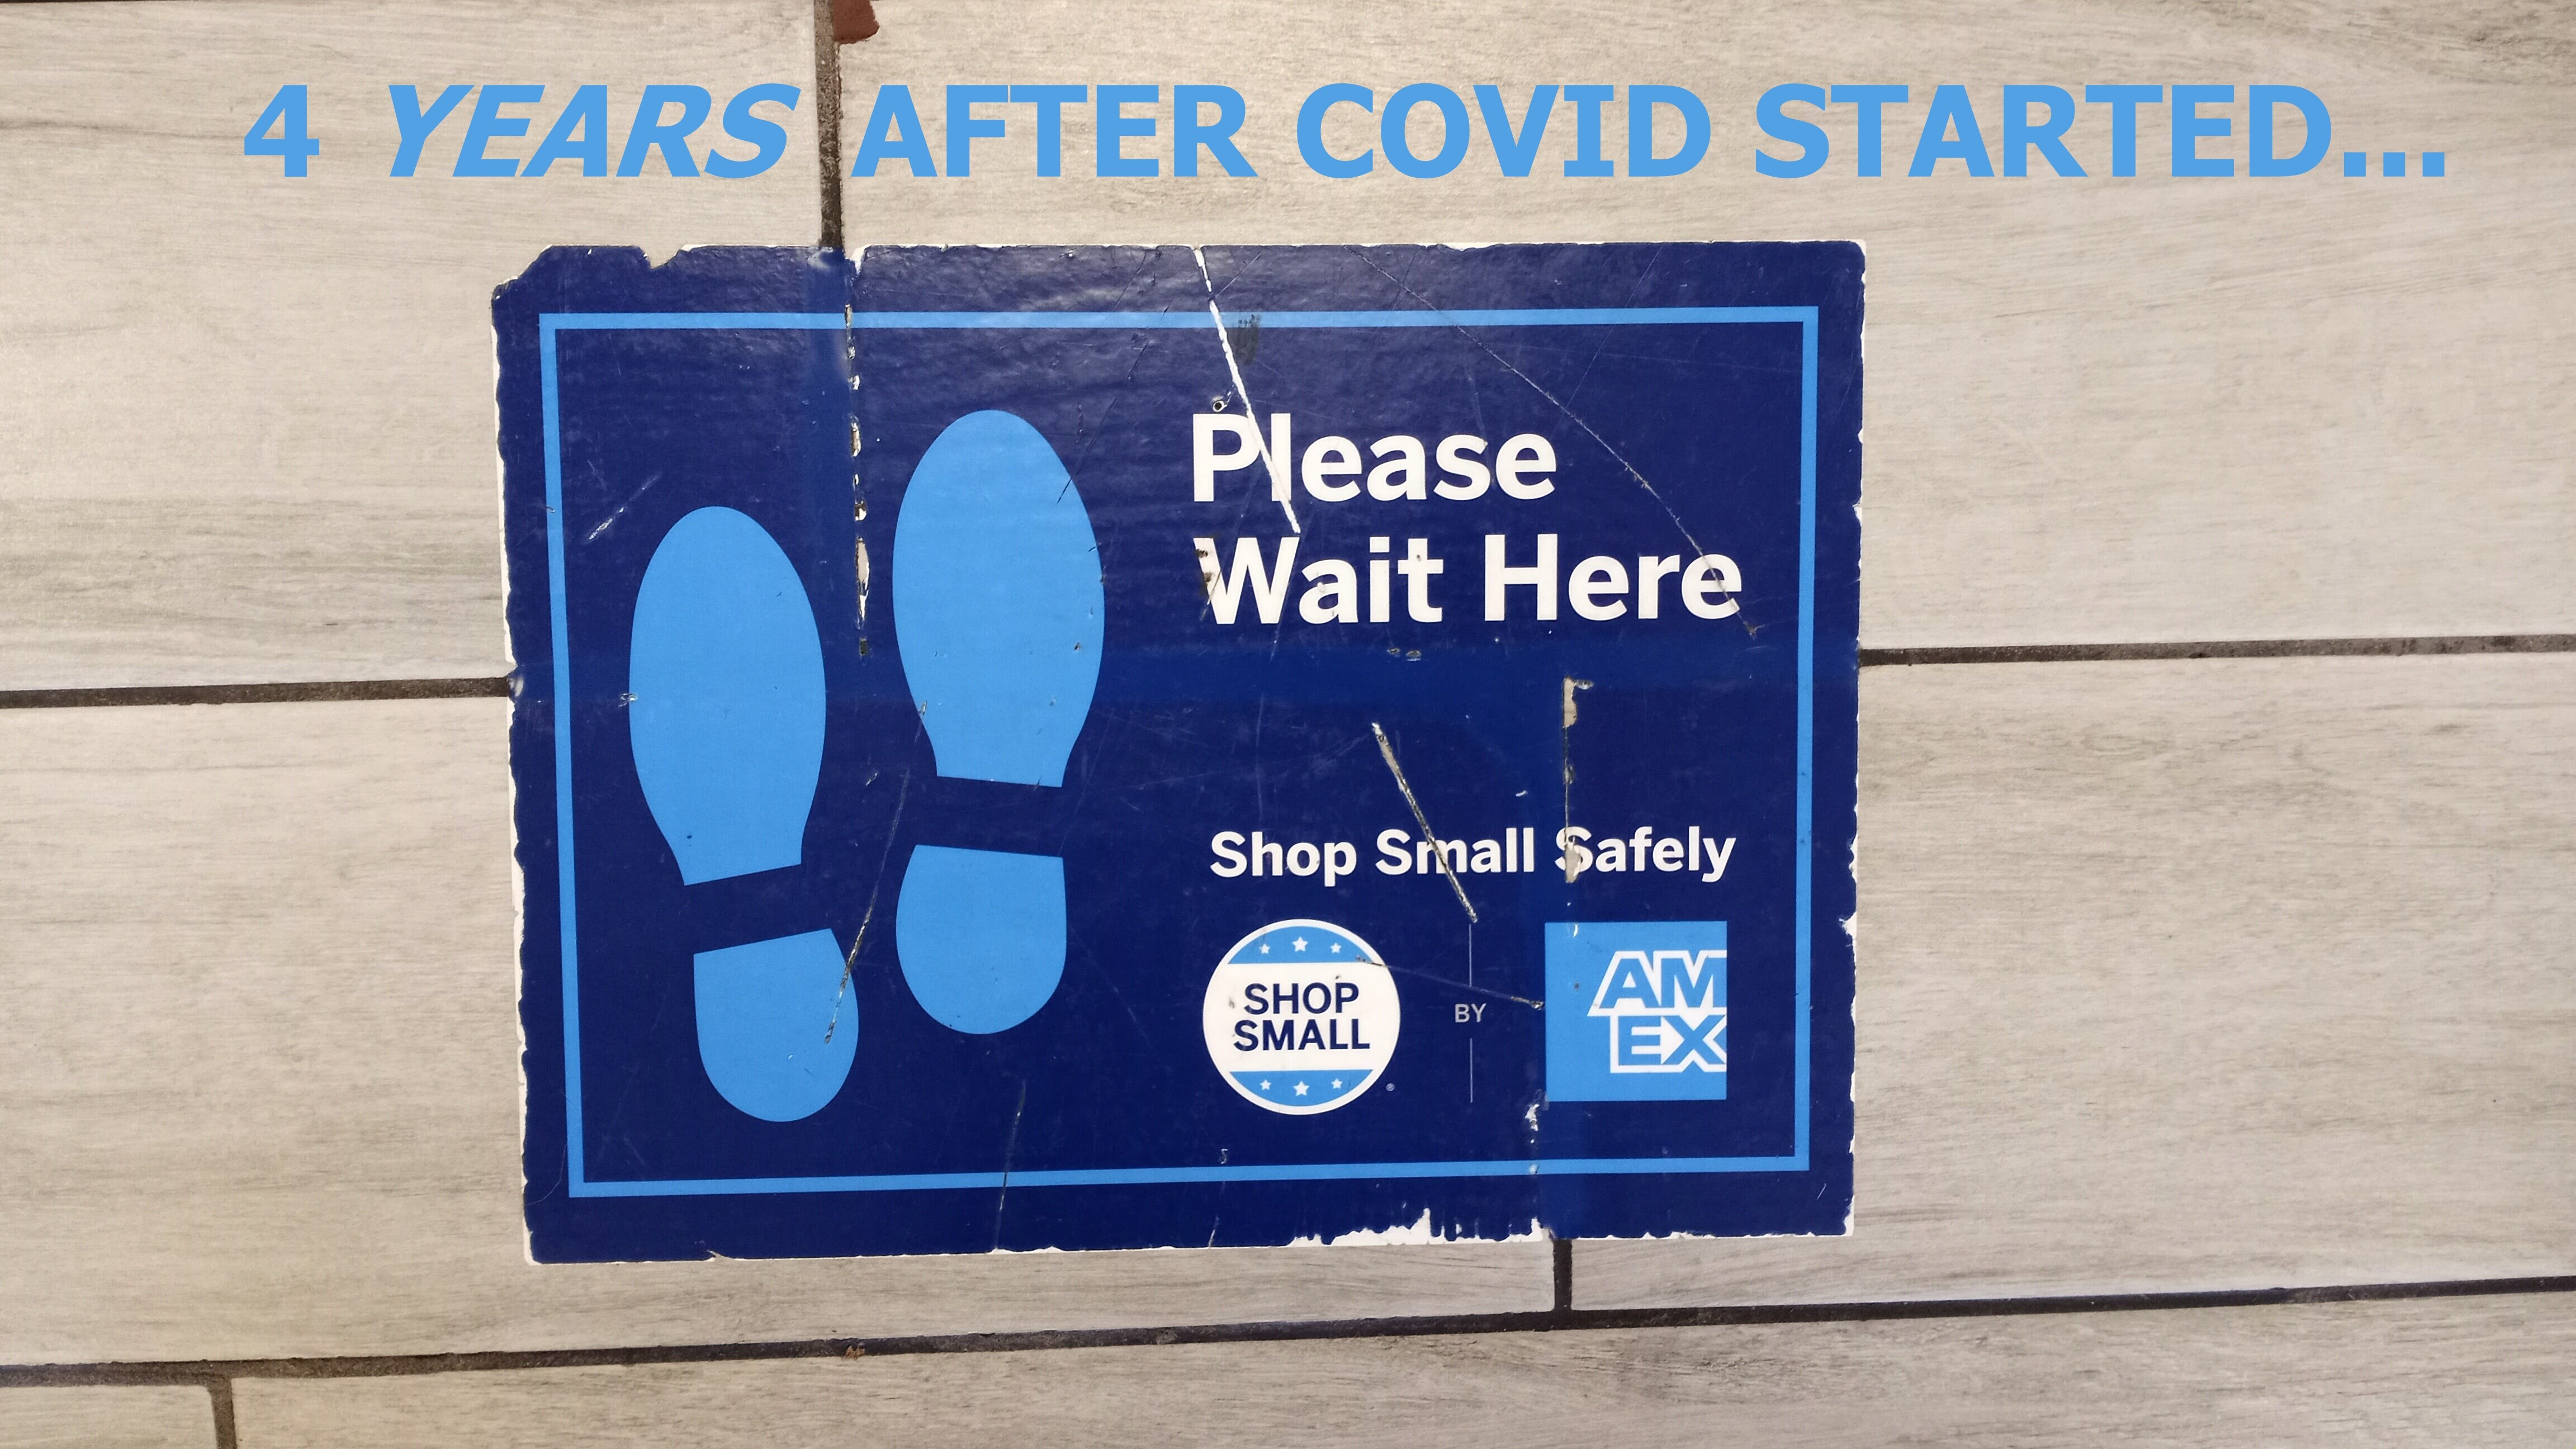 4 YEARS AFTER COVID STARTED...
Please
Wait Here
Shop Small Safely
SHOP
SMALL
®
BY
AM
EX